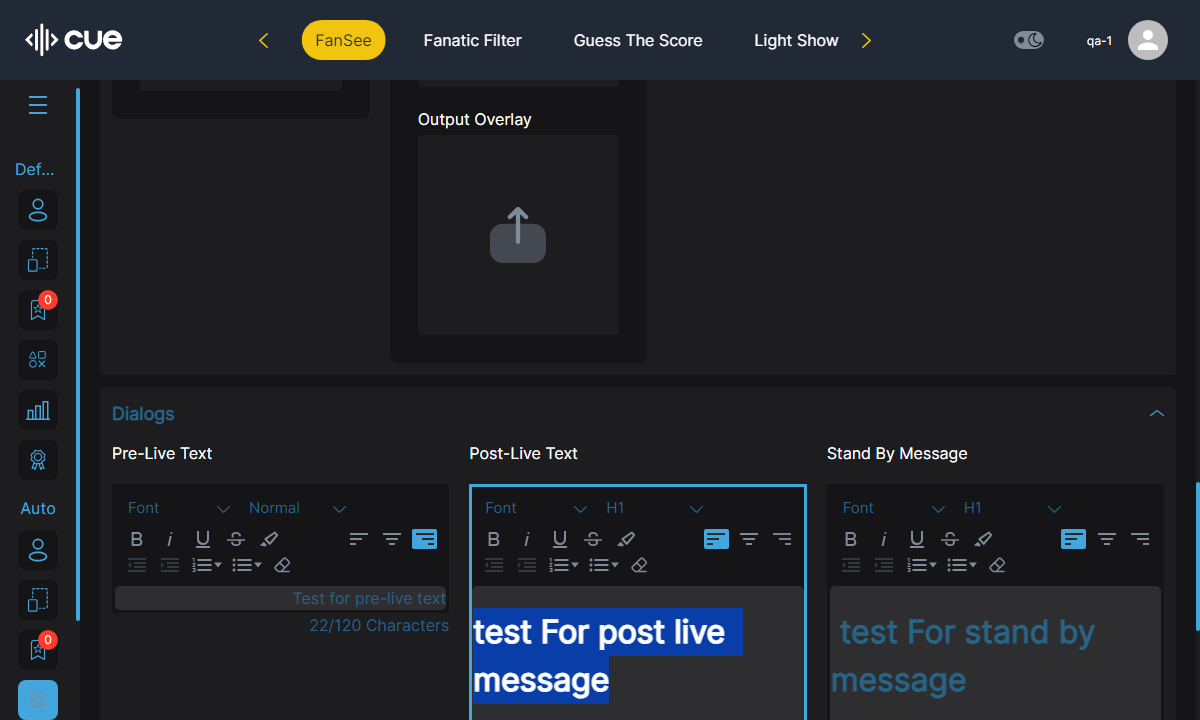 cue
FanSee
Fanatic Filter
Guess The Score
Light Show
qa-1
Def...
0
Auto
0
Output Overlay
Dialogs
Pre-Live Text
Post-Live Text
Stand By Message
Font Normal
B i U S
Test for pre-live text
22/120 Characters
Font H1
B i U S
test For post live
message
Font H1
B i U S
test For stand by
message